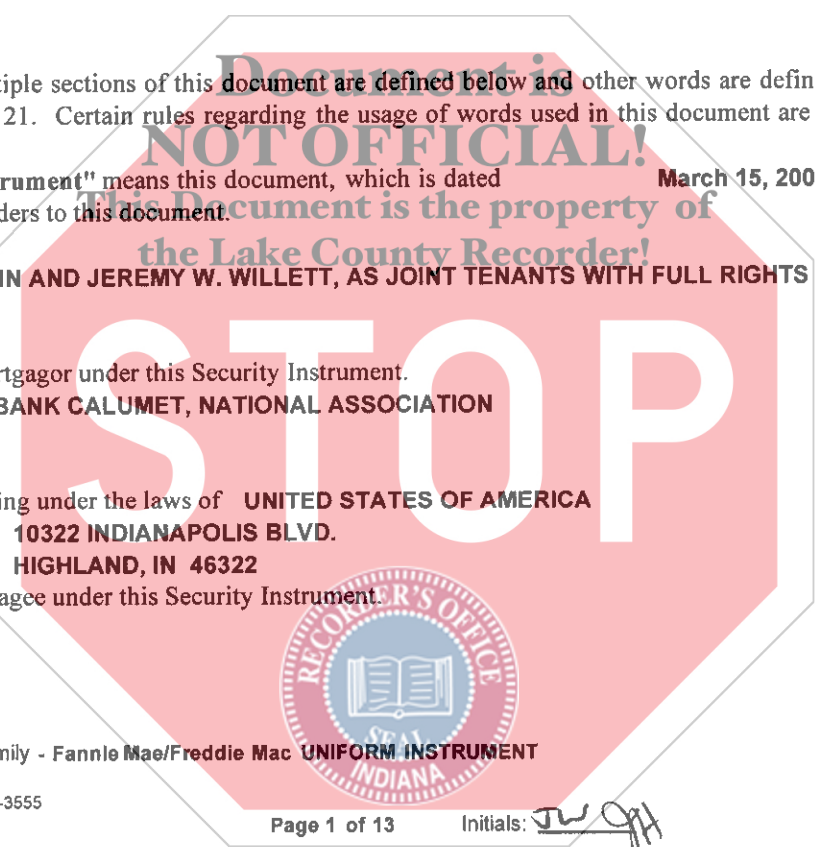 Document is
tiple sections of this document are defined below and other words are defin
21. Certain rules regarding the usage of words used in this document are
NOT OFFICIAL!
rument" means this document, which is dated March 15, 200
This Document is the property of
ders to this document.
the Lake County Recorder!
IN AND JEREMY W. WILLETT, AS JOINT TENANTS WITH FULL RIGHTS
STOP
rtgagor under this Security Instrument.
BANK CALUMET, NATIONAL ASSOCIATION
ing under the laws of UNITED STATES OF AMERICA
10322 INDIANAPOLIS BLVD.
HIGHLAND, IN 46322
agee under this Security Instrument.
RECORDER'S OFFICE
SEAL
INDIANA
mily - Fannie Mae/Freddie Mac UNIFORM INSTRUMENT
-3555
Page 1 of 13 Initials: JW